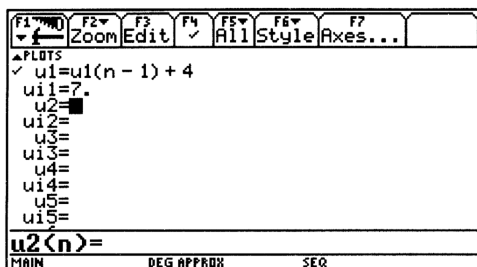 F1 F2 F3 F4 F5 F6 F7
Zoom Edit ✓ All Style Axes...
PLOTS
✓ u1=u1(n - 1) + 4
ui1=7.
u2=
ui2=
u3=
ui3=
u4=
ui4=
u5=
ui5=
u2(n)=
MAIN DEG APPROX SEQ